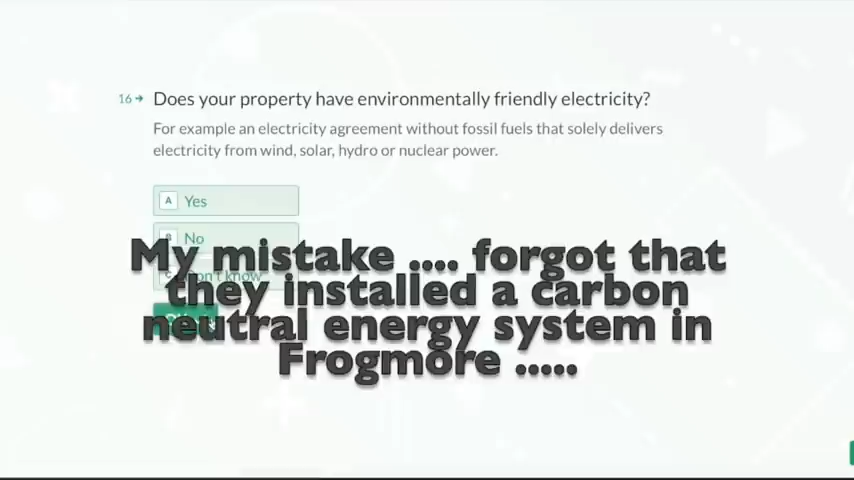 16→ Does your property have environmentally friendly electricity?
For example an electricity agreement without fossil fuels that solely delivers
electricity from wind, solar, hydro or nuclear power.
A Yes
B No
C Don't know
My mistake .... forgot that
they installed a carbon
neutral energy system in
Frogmore .....